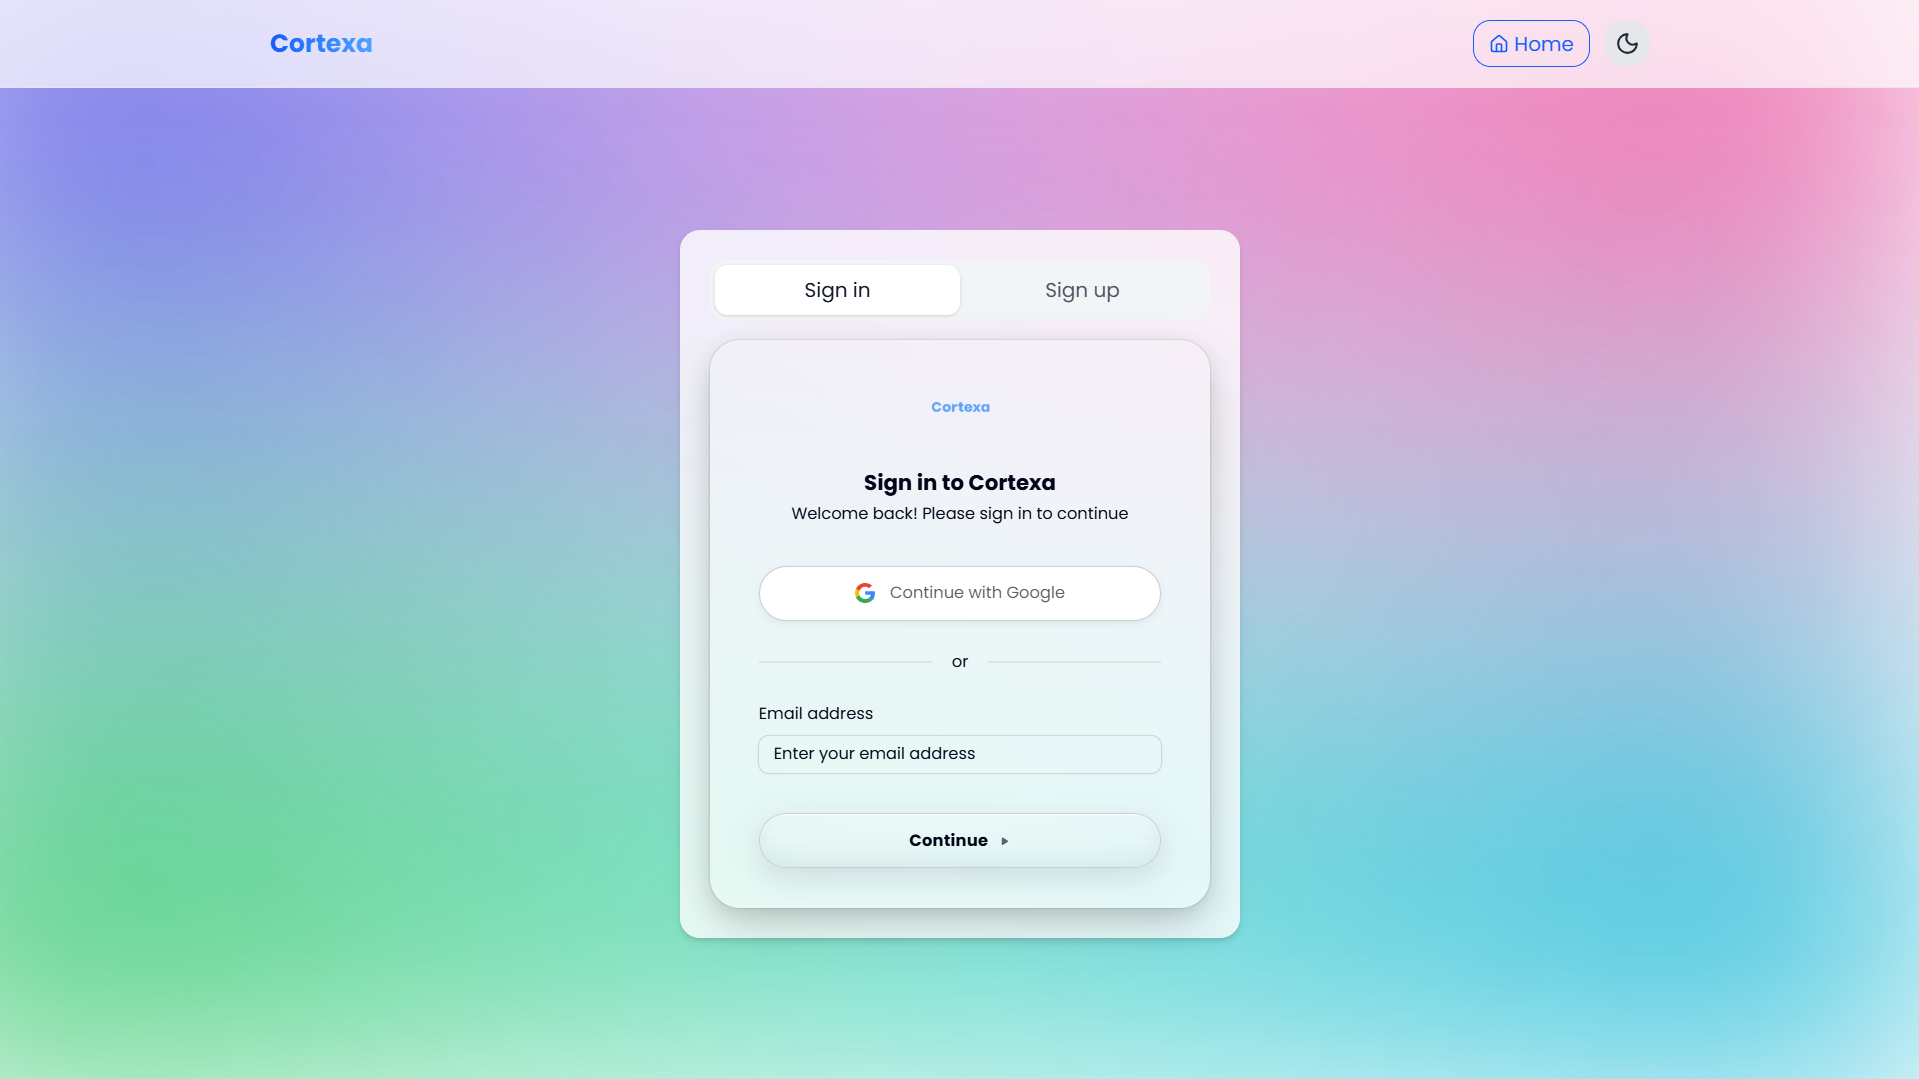 Cortexa
Home
Sign in
Sign up
Cortexa
Sign in to Cortexa
Welcome back! Please sign in to continue
Continue with Google
or
Email address
Enter your email address
Continue